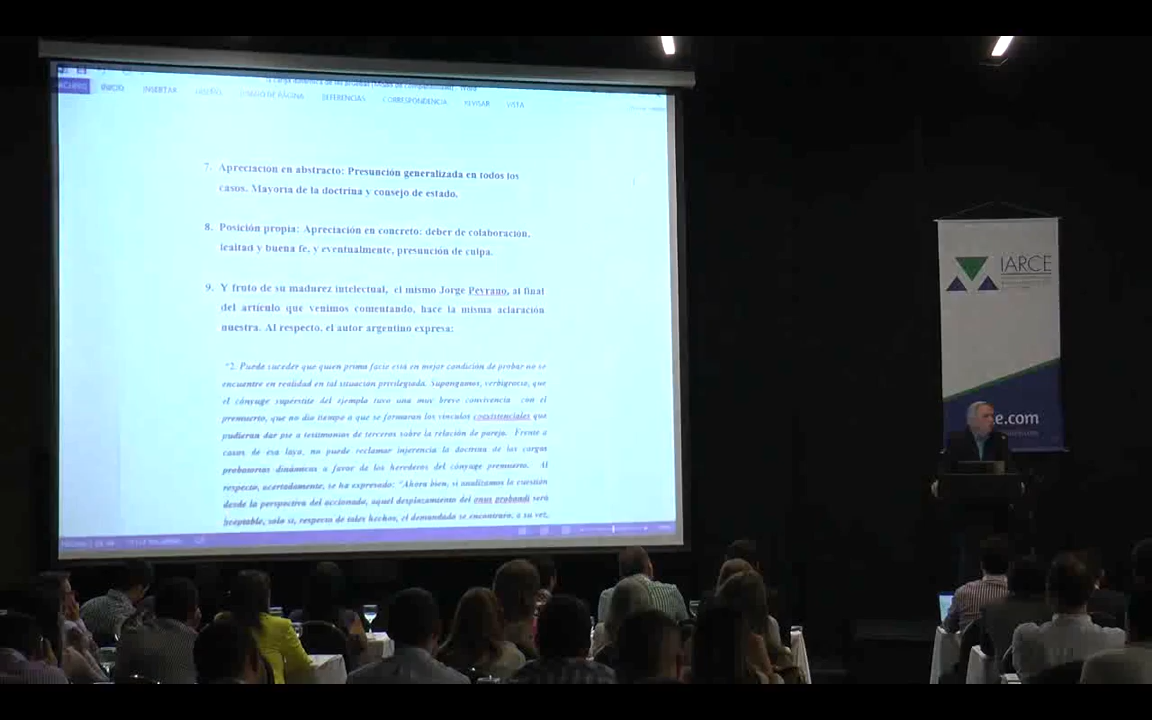 INICIO INSERTAR DISEÑO DISEÑO DE PÁGINA REFERENCIAS CORRESPONDENCIA REVISAR VISTA
7. Apreciación en abstracto: Presunción generalizada en todos los
casos. Mayoría de la doctrina y consejo de estado.
8. Posición propia: Apreciación en concreto: deber de colaboración,
lealtad y buena fe, y eventualmente, presunción de culpa.
9. Y fruto de su madurez intelectual, el mismo Jorge Peyrano, al final
del artículo que venimos comentando, hace la misma aclaración
nuestra. Al respecto, el autor argentino expresa:
"2. Puede suceder que quien prima facie está en mejor condición de probar no se
encuentre en realidad en tal situación privilegiada. Supongamos, verbigracia, que
el cónyuge supérstite del ejemplo tuvo una muy breve convivencia con el
premuerto, que no dio tiempo a que se formaran los vínculos coexistenciales que
pudieran dar pie a testimonios de terceros sobre la relación de pareja. Frente a
casos de esa laya, no puede reclamar injerencia la doctrina de las cargas
probatorias dinámicas a favor de los herederos del cónyuge premuerto. Al
respecto, acertadamente, se ha expresado: "Ahora bien, si analizamos la cuestión
desde la perspectiva del accionado, aquel desplazamiento del onus probandi será
aceptable, solo si, respecto de tales hechos, el demandado se encontrara, a su vez,
IARCE
e.com